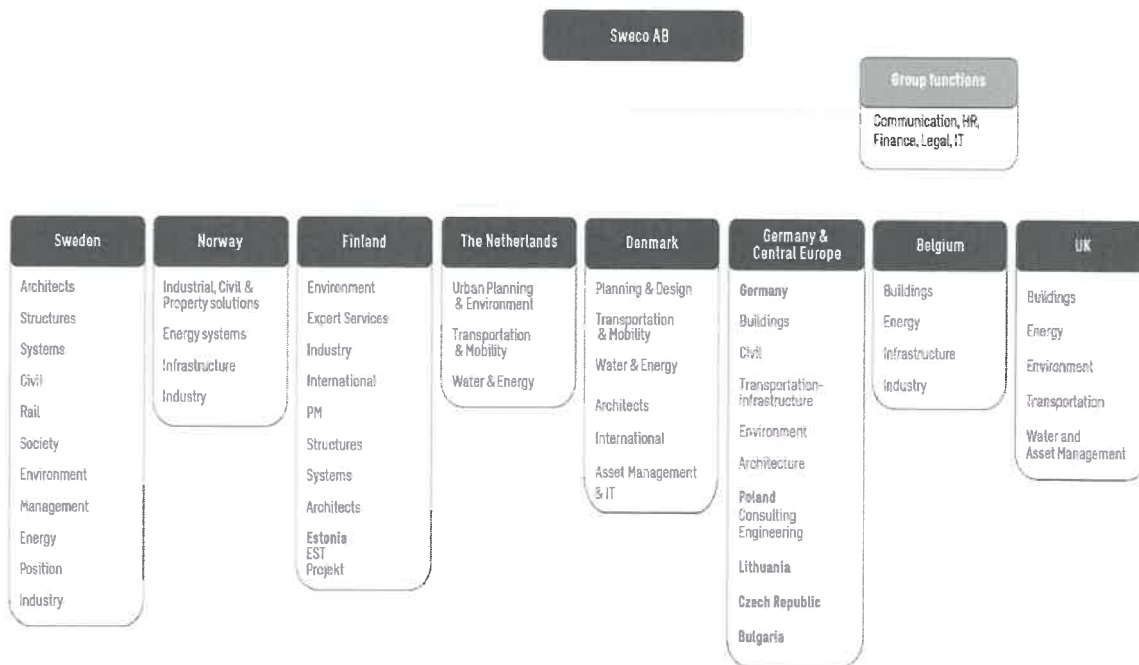 Sweco AB
Group functions
Communication, HR,
Finance, Legal, IT
Sweden
Architects
Structures
Systems
Civil
Rail
Society
Environment
Management
Energy
Position
Industry
Norway
Industrial, Civil &
Property solutions
Energy systems
Infrastructure
Industry
Finland
Environment
Expert Services
Industry
International
PM
Structures
Systems
Architects
Estonia
EST
Projekt
The Netherlands
Urban Planning
& Environment
Transportation
& Mobility
Water & Energy
Denmark
Planning & Design
Transportation
& Mobility
Water & Energy
Architects
International
Asset Management
& IT
Germany &
Central Europe
Germany
Buildings
Civil
Transportation-
infrastructure
Environment
Architecture
Poland
Consulting
Engineering
Lithuania
Czech Republic
Bulgaria
Belgium
Buildings
Energy
Infrastructure
Industry
UK
Buildings
Energy
Environment
Transportation
Water and
Asset Management